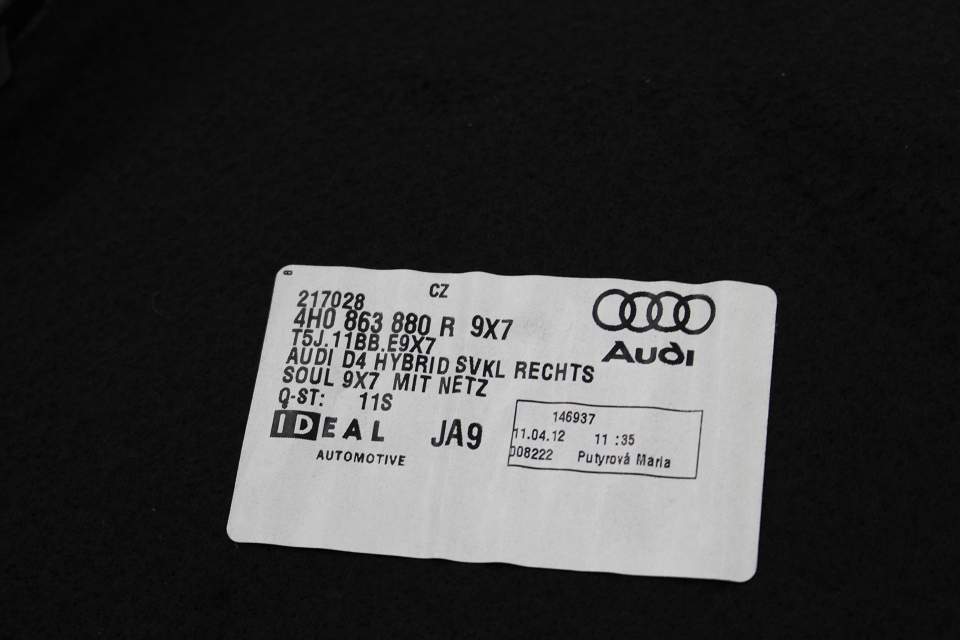 CZ
217028
4H0 863 880 R 9X7
T5J.11BB.E9X7
AUDI D4 HYBRID SVKL RECHTS
SOUL 9X7 MIT NETZ
Q-ST: 11S
IDEAL
AUTOMOTIVE
JA9
Audi
146937
11.04.12 11:35
008222 Putyrová Maria